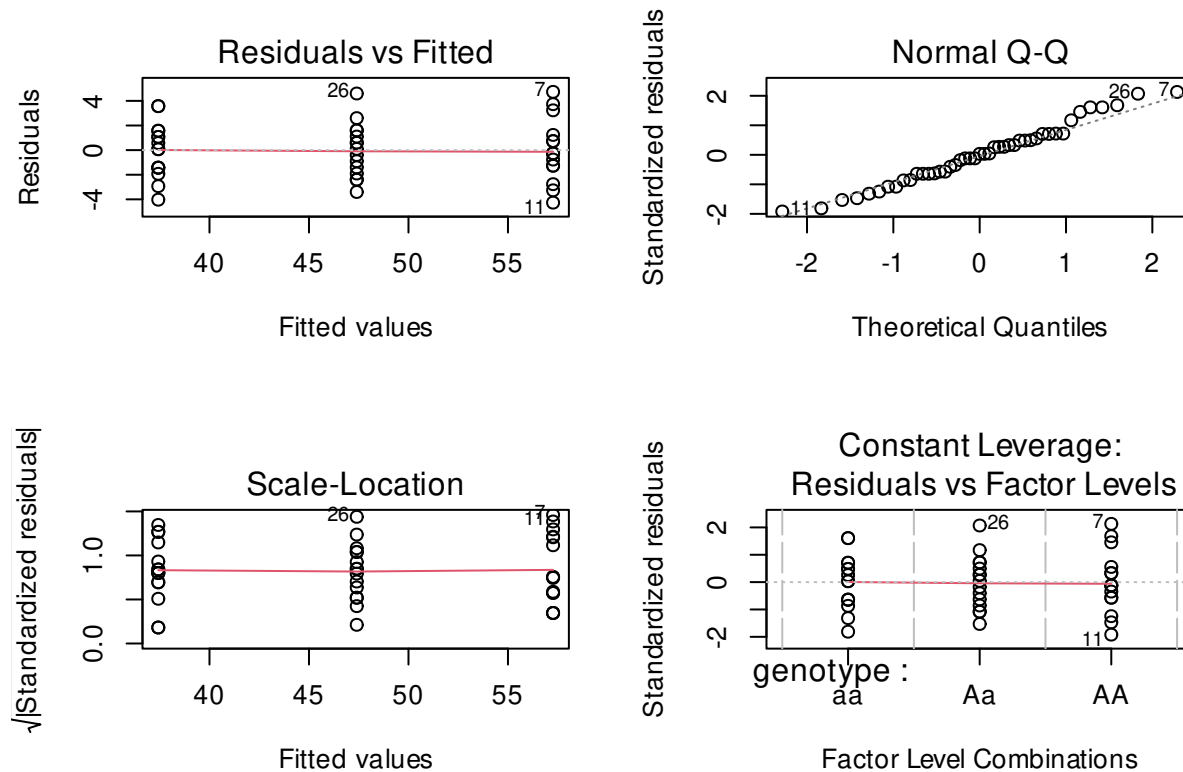 Residuals vs Fitted
Residuals
4
0
-4
26
7
11
40 45 50 55
Fitted values
Normal Q-Q
Standardized residuals
2
0
-2
26
7
11
-2 -1 0 1 2
Theoretical Quantiles
Scale-Location
√|Standardized residuals|
1.0
0.0
26
7
11
40 45 50 55
Fitted values
Constant Leverage:
Residuals vs Factor Levels
Standardized residuals
2
0
-2
26
7
11
genotype :
aa Aa AA
Factor Level Combinations